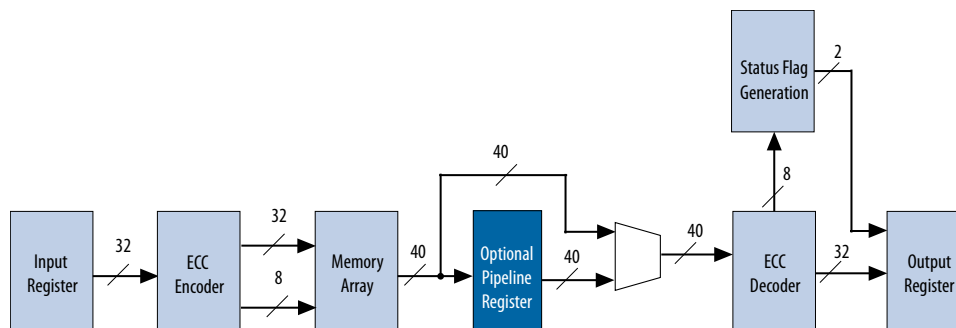 2
Status Flag
Generation
40
8
32
32
8
40
40
40
32
Input
Register
ECC
Encoder
Memory
Array
Optional
Pipeline
Register
ECC
Decoder
Output
Register